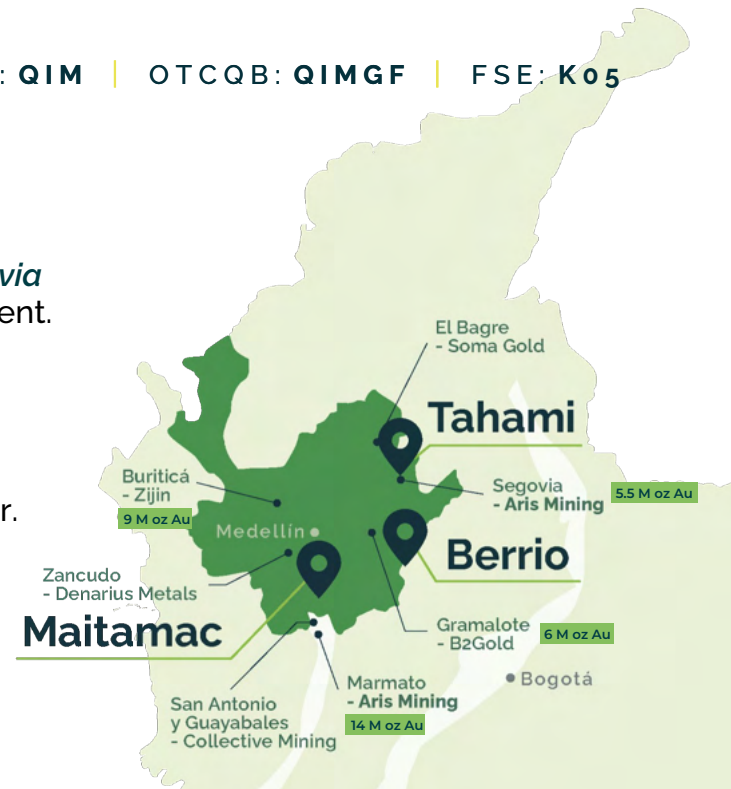 : QIM | OTCQB: QIMGF | FSE: K05
via
ent.
r.
El Bagre
- Soma Gold
Tahami
Buriticá
- Zijin
9 M oz Au
Segovia
- Aris Mining
5.5 M oz Au
Medellín
Berrio
Zancudo
- Denarius Metals
Maitamac
Gramalote
- B2Gold
6 M oz Au
Bogotá
Marmato
- Aris Mining
14 M oz Au
San Antonio
y Guayabales
- Collective Mining